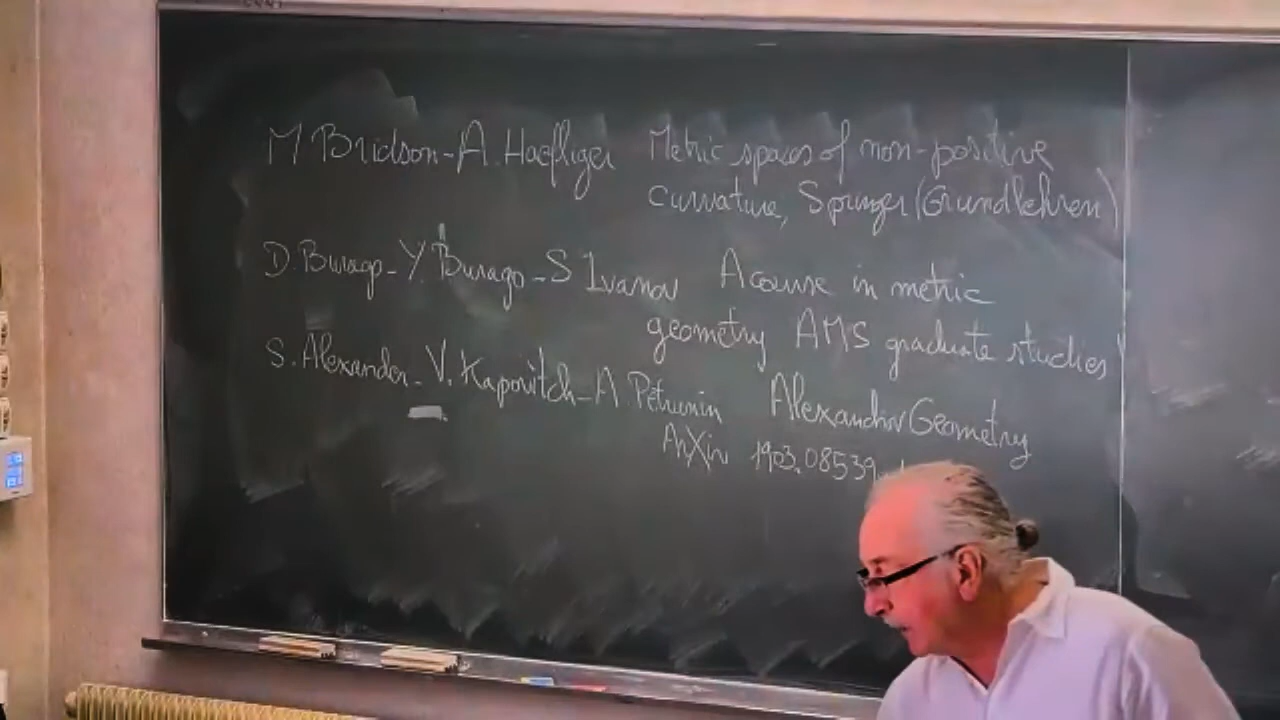 M Bridson-A. Haefliger Metric spaces of non-positive
curvature, Springer (Grundlehren)
D. Burago-Y. Burago-S Ivanov A course in metric
geometry AMS graduate studies
S. Alexander-V. Kapovitch-A Petrunin Alexandrov Geometry
ArXiv 1903.08539